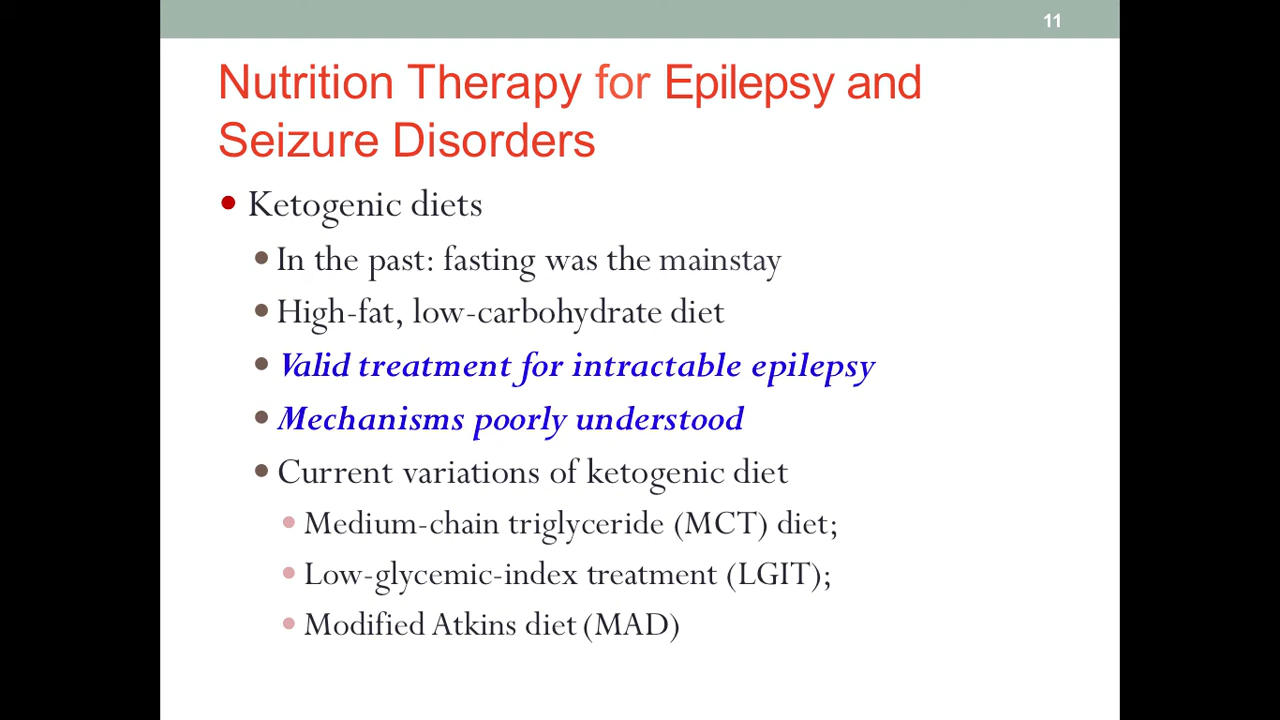 11
Nutrition Therapy for Epilepsy and
Seizure Disorders
Ketogenic diets
In the past: fasting was the mainstay
High-fat, low-carbohydrate diet
Valid treatment for intractable epilepsy
Mechanisms poorly understood
Current variations of ketogenic diet
Medium-chain triglyceride (MCT) diet;
Low-glycemic-index treatment (LGIT);
Modified Atkins diet (MAD)